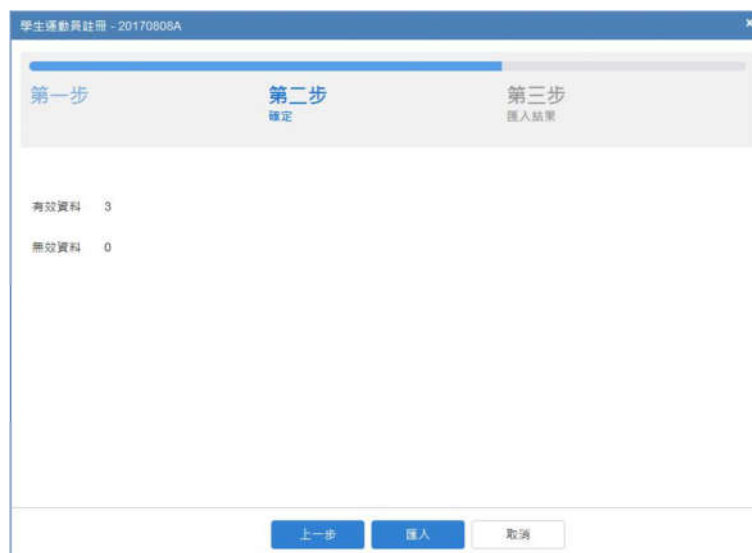 學生運動員註冊 - 20170808A
第一步
第二步
第三步
確定
匯入結果
有效資料 3
無效資料 0
上一步
匯入
取消